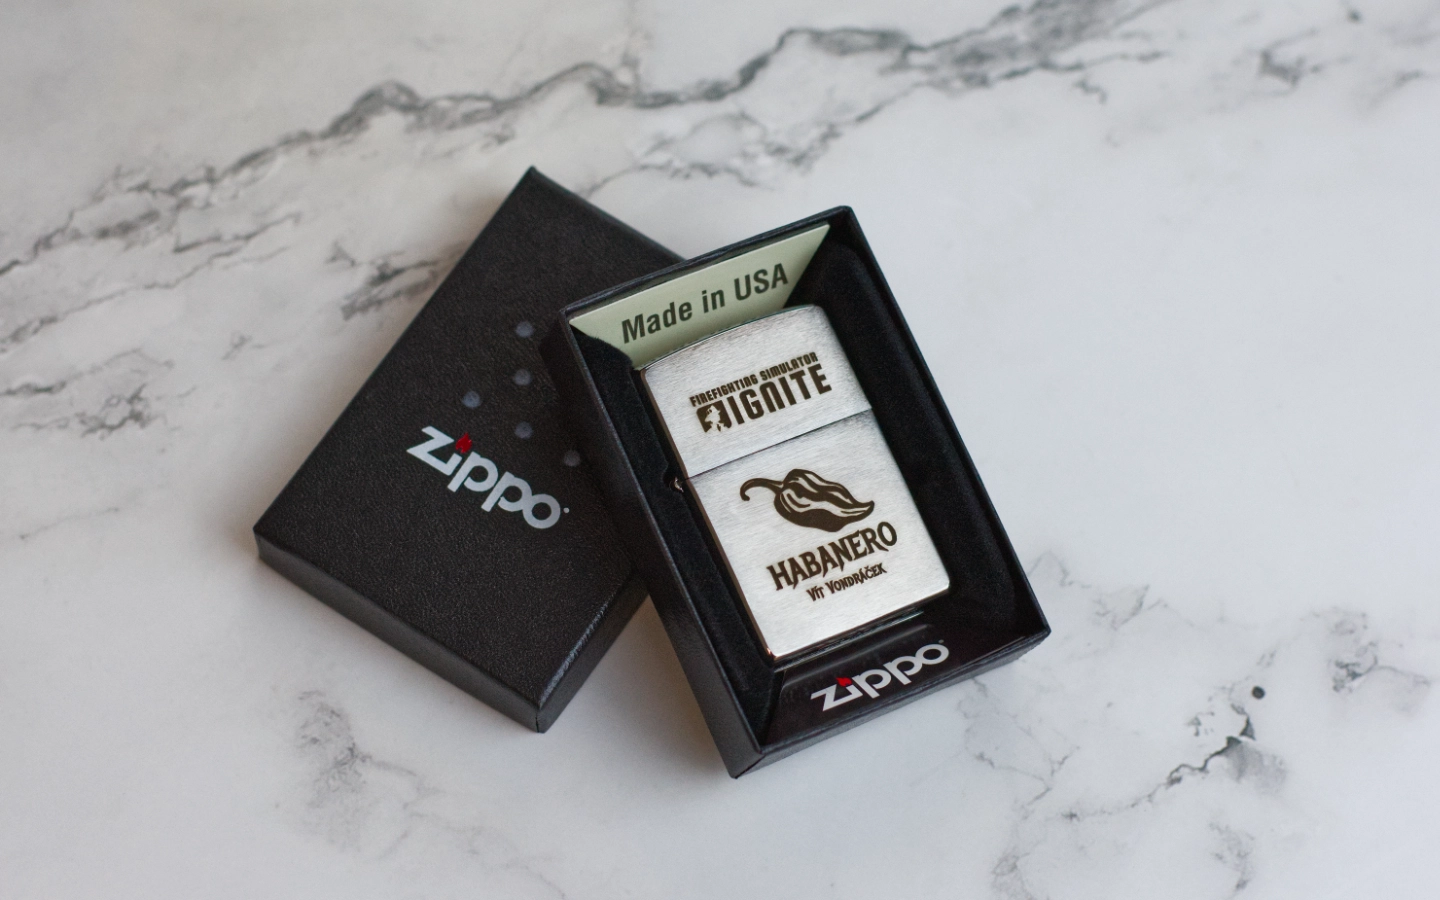 Made in USA
FIREFIGHTING SIMULATOR
IGNITE
HABANERO
VÍT VONDRÁČEK
zippo
zippo